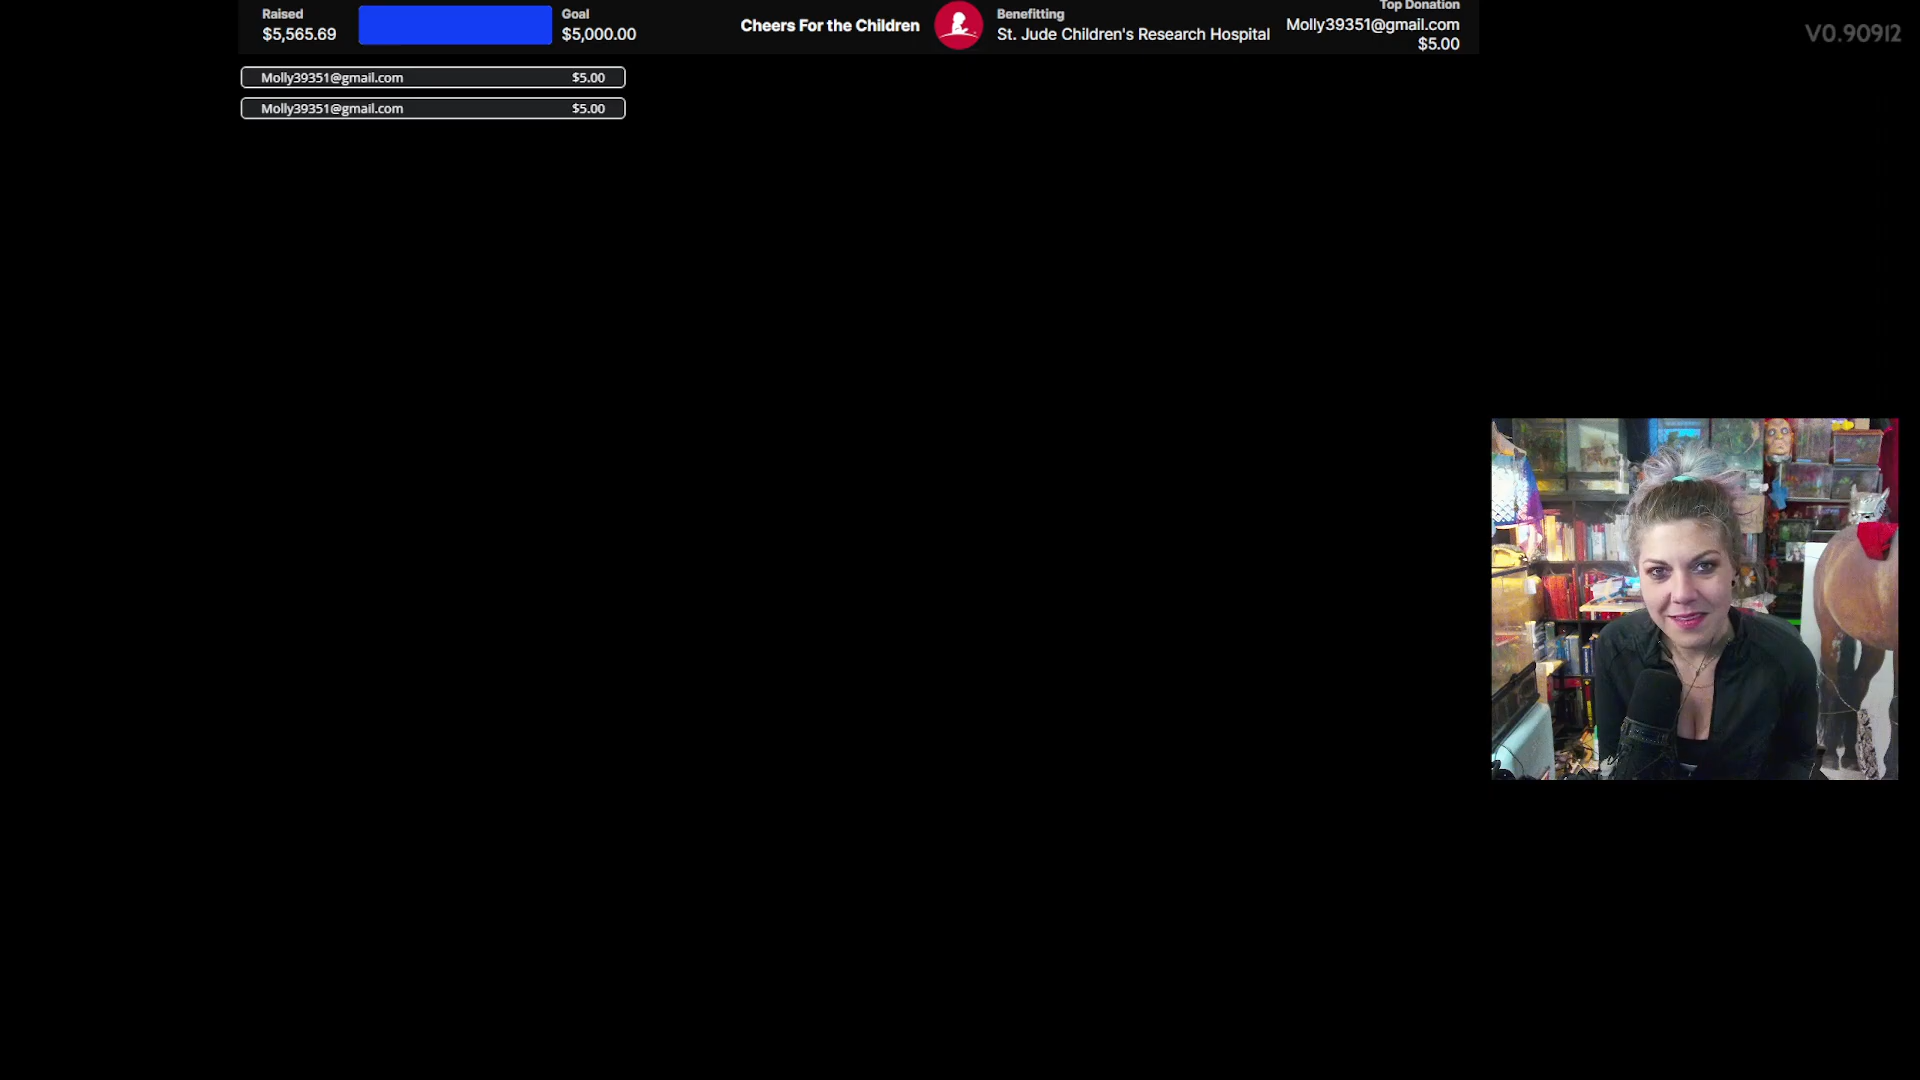 Raised
$5,565.69
Goal
$5,000.00
Cheers For the Children
Benefitting
St. Jude Children's Research Hospital
Top Donation
Molly39351@gmail.com
$5.00
V0.90912
Molly39351@gmail.com $5.00
Molly39351@gmail.com $5.00